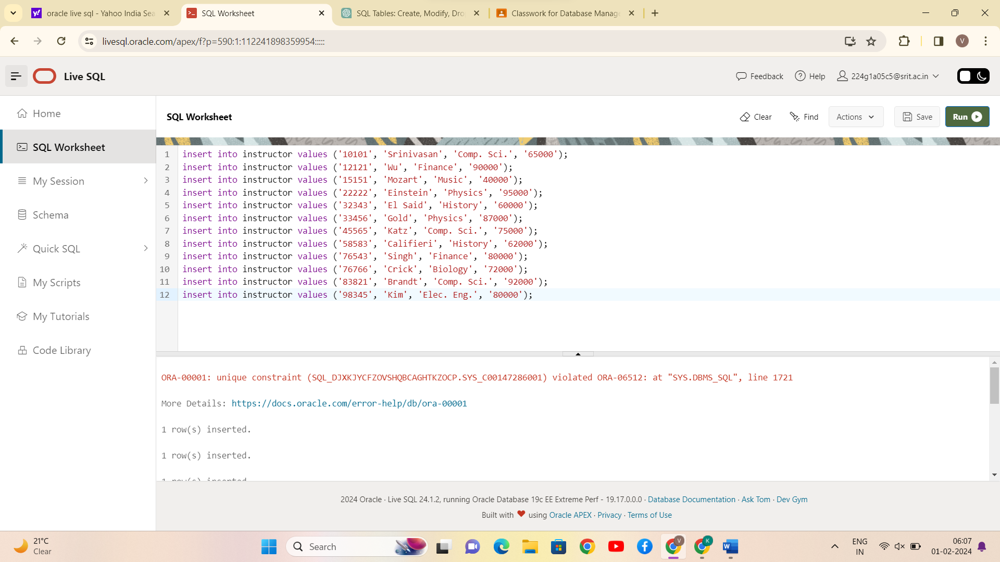 oracle live sql - Yahoo India Sea
SQL Worksheet
SQL Tables: Create, Modify, Dro
Classwork for Database Manage
livesql.oracle.com/apex/f?p=590:1:112241898359954:::::
V
Live SQL
Feedback
Help
224g1a05c5@srit.ac.in
Home
SQL Worksheet
My Session
Schema
Quick SQL
My Scripts
My Tutorials
Code Library
SQL Worksheet
Clear
Find
Actions
Save
Run
1 insert into instructor values ('10101', 'Srinivasan', 'Comp. Sci.', '65000');
2 insert into instructor values ('12121', 'Wu', 'Finance', '90000');
3 insert into instructor values ('15151', 'Mozart', 'Music', '40000');
4 insert into instructor values ('22222', 'Einstein', 'Physics', '95000');
5 insert into instructor values ('32343', 'El Said', 'History', '60000');
6 insert into instructor values ('33456', 'Gold', 'Physics', '87000');
7 insert into instructor values ('45565', 'Katz', 'Comp. Sci.', '75000');
8 insert into instructor values ('58583', 'Califieri', 'History', '62000');
9 insert into instructor values ('76543', 'Singh', 'Finance', '80000');
10 insert into instructor values ('76766', 'Crick', 'Biology', '72000');
11 insert into instructor values ('83821', 'Brandt', 'Comp. Sci.', '92000');
12 insert into instructor values ('98345', 'Kim', 'Elec. Eng.', '80000');
ORA-00001: unique constraint (SQL_DJXKJYCFZOVSHQBCAGHTKZOCP.SYS_C00147286001) violated ORA-06512: at "SYS.DBMS_SQL", line 1721
More Details: https://docs.oracle.com/error-help/db/ora-00001
1 row(s) inserted.
1 row(s) inserted.
1 row(s) inserted.
2024 Oracle · Live SQL 24.1.2, running Oracle Database 19c EE Extreme Perf - 19.17.0.0.0 · Database Documentation · Ask Tom · Dev Gym
Built with ❤ using Oracle APEX · Privacy · Terms of Use
21°C
Clear
Search
V
K
W
ENG
IN
06:07
01-02-2024